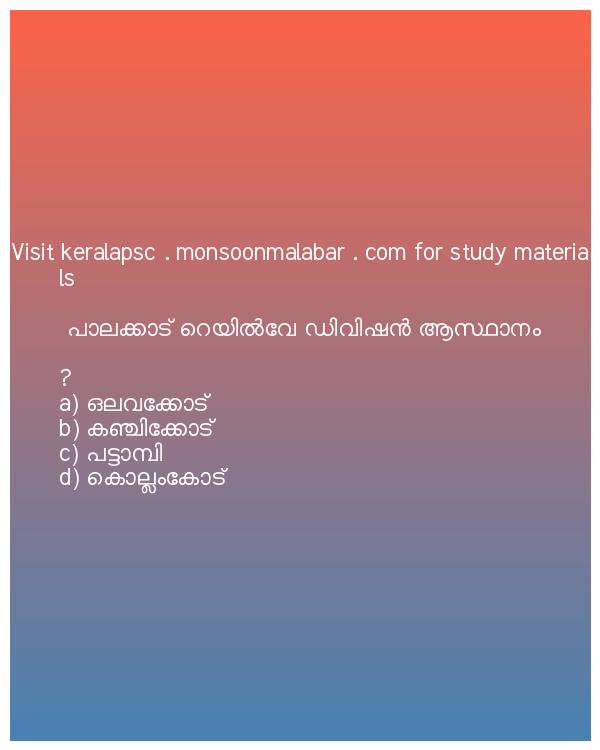 Visit keralapsc . monsoonmalabar . com for study materia
ls
പാലക്കാട് റെയിൽവേ ഡിവിഷൻ ആസ്ഥാനം
?
a) ഒലവക്കോട്
b) കഞ്ചിക്കോട്
c) പട്ടാമ്പി
d) കൊല്ലംകോട്